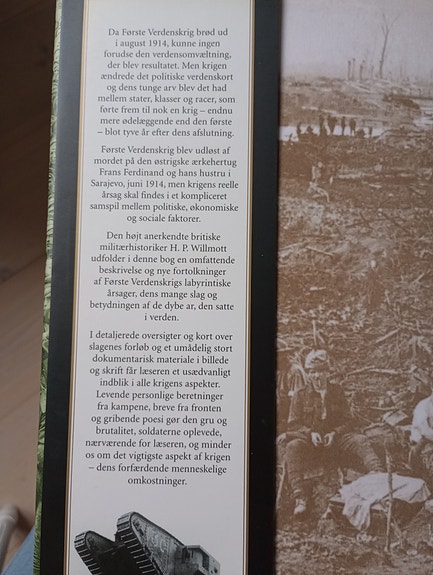 Da Første Verdenskrig brød ud
i august 1914, kunne ingen
forudse den verdensomvæltning,
der blev resultatet. Men krigen
ændrede det politiske verdenskort
og dens tunge arv blev det had
mellem stater, klasser og racer, som
førte frem til nok en krig – endnu
mere ødelæggende end den første
– blot tyve år efter dens afslutning.
Første Verdenskrig blev udløst af
mordet på den østrigske ærkehertug
Frans Ferdinand og hans hustru i
Sarajevo, juni 1914, men krigens reelle
årsag skal findes i et kompliceret
samspil mellem politiske, økonomiske
og sociale faktorer.
Den højt anerkendte britiske
militærhistoriker H. P. Willmott
udfolder i denne bog en omfattende
beskrivelse og nye fortolkninger
af Første Verdenskrigs labyrintiske
årsager, dens mange slag og
betydningen af de dybe ar, den satte
i verden.
I detaljerede oversigter og kort over
slagenes forløb og et umådelig stort
dokumentarisk materiale i billede
og skrift får læseren et usædvanligt
indblik i alle krigens aspekter.
Levende personlige beretninger
fra kampene, breve fra fronten
og gribende poesi gør den gru og
brutalitet, soldaterne oplevede,
nærværende for læseren, og minder
os om det vigtigste aspekt af krigen
– dens forfærdende menneskelige
omkostninger.